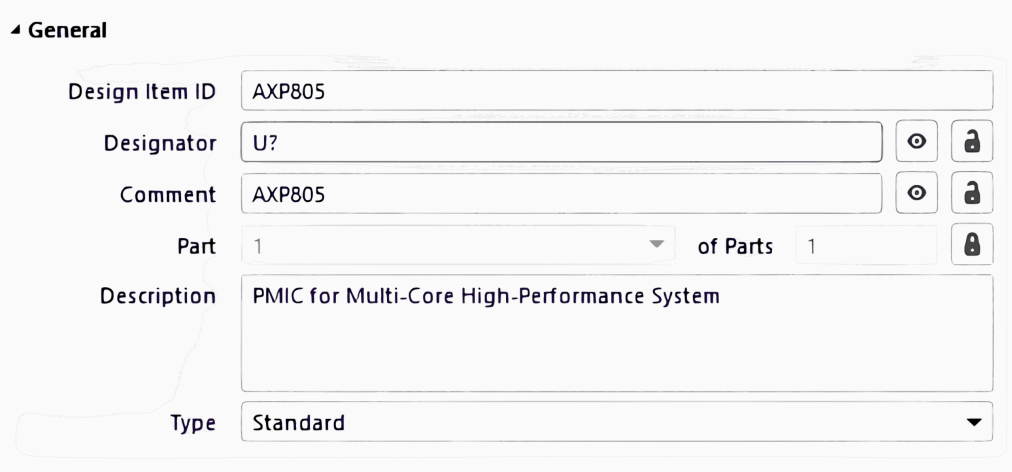 General
Design Item ID AXP805
Designator U?
Comment AXP805
Part 1 of Parts 1
Description PMIC for Multi-Core High-Performance System
Type Standard